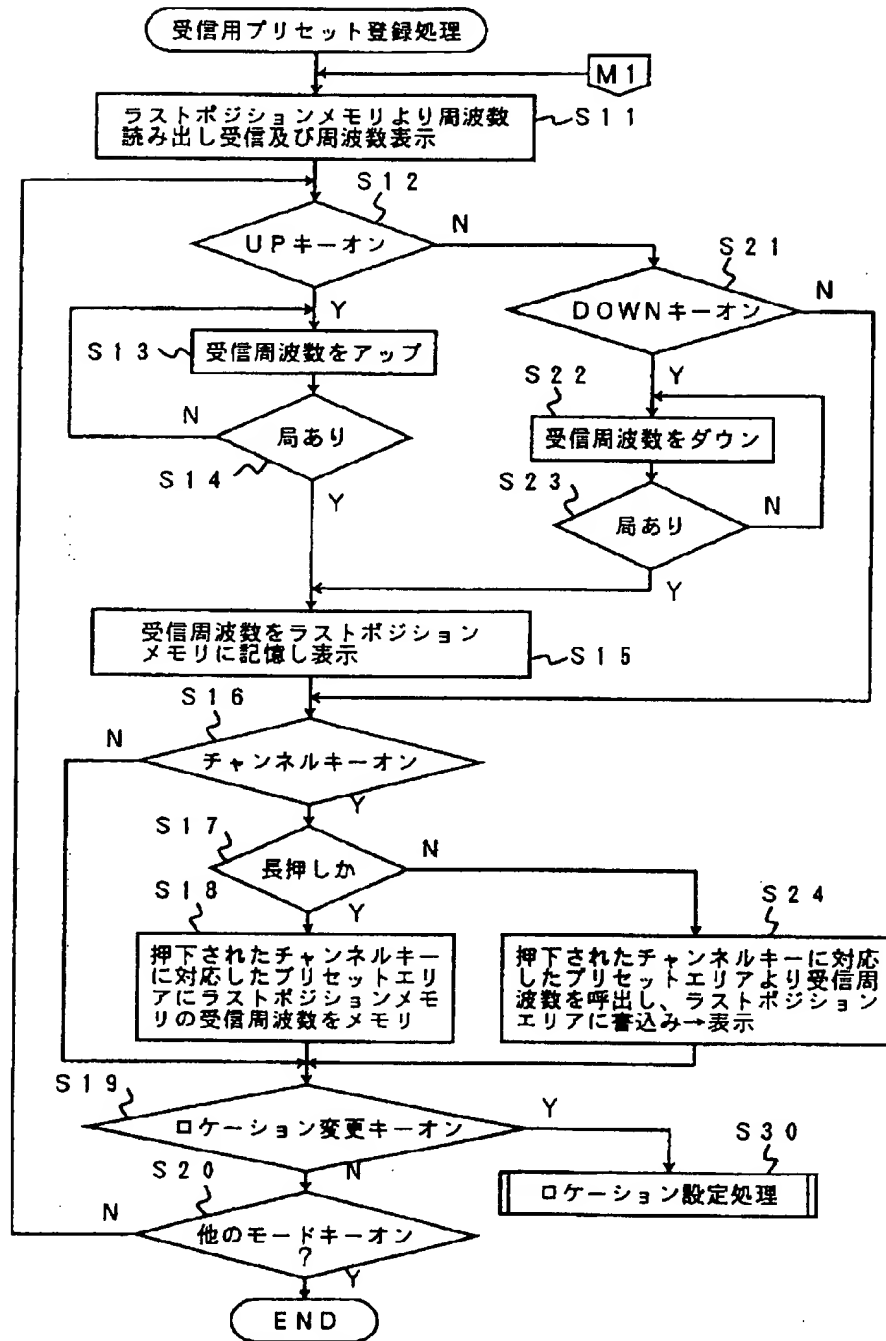 受信用プリセット登録処理
M1
ラストポジションメモリより周波数
読み出し受信及び周波数表示
S11
S12
UPキーオン
N
Y
S21
DOWNキーオン
N
Y
S13
受信周波数をアップ
S22
受信周波数をダウン
N
局あり
S14
Y
S23
局あり
N
Y
受信周波数をラストポジション
メモリに記憶し表示
S15
S16
N
チャンネルキーオン
Y
S17
長押しか
N
Y
S18
押下されたチャンネルキー
に対応したプリセットエリ
アにラストポジションメモ
リの受信周波数をメモリ
S24
押下されたチャンネルキーに対応
したプリセットエリアより受信周
波数を呼出し、ラストポジション
エリアに書込み→表示
S19
ロケーション変更キーオン
Y
N
S30
ロケーション設定処理
S20
N
他のモードキーオン
?
Y
END